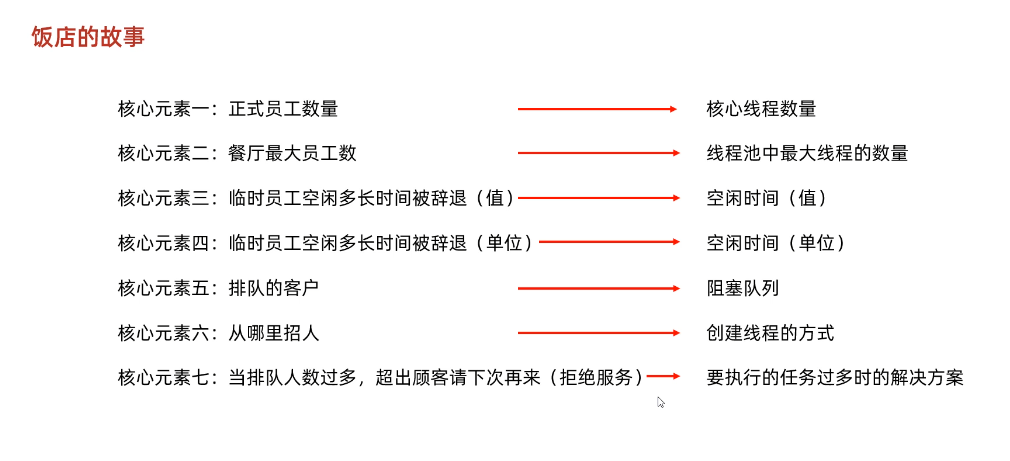 饭店的故事
核心元素一：正式员工数量 核心线程数量
核心元素二：餐厅最大员工数 线程池中最大线程的数量
核心元素三：临时员工空闲多长时间被辞退（值） 空闲时间（值）
核心元素四：临时员工空闲多长时间被辞退（单位） 空闲时间（单位）
核心元素五：排队的客户 阻塞队列
核心元素六：从哪里招人 创建线程的方式
核心元素七：当排队人数过多，超出顾客请下次再来（拒绝服务） 要执行的任务过多时的解决方案